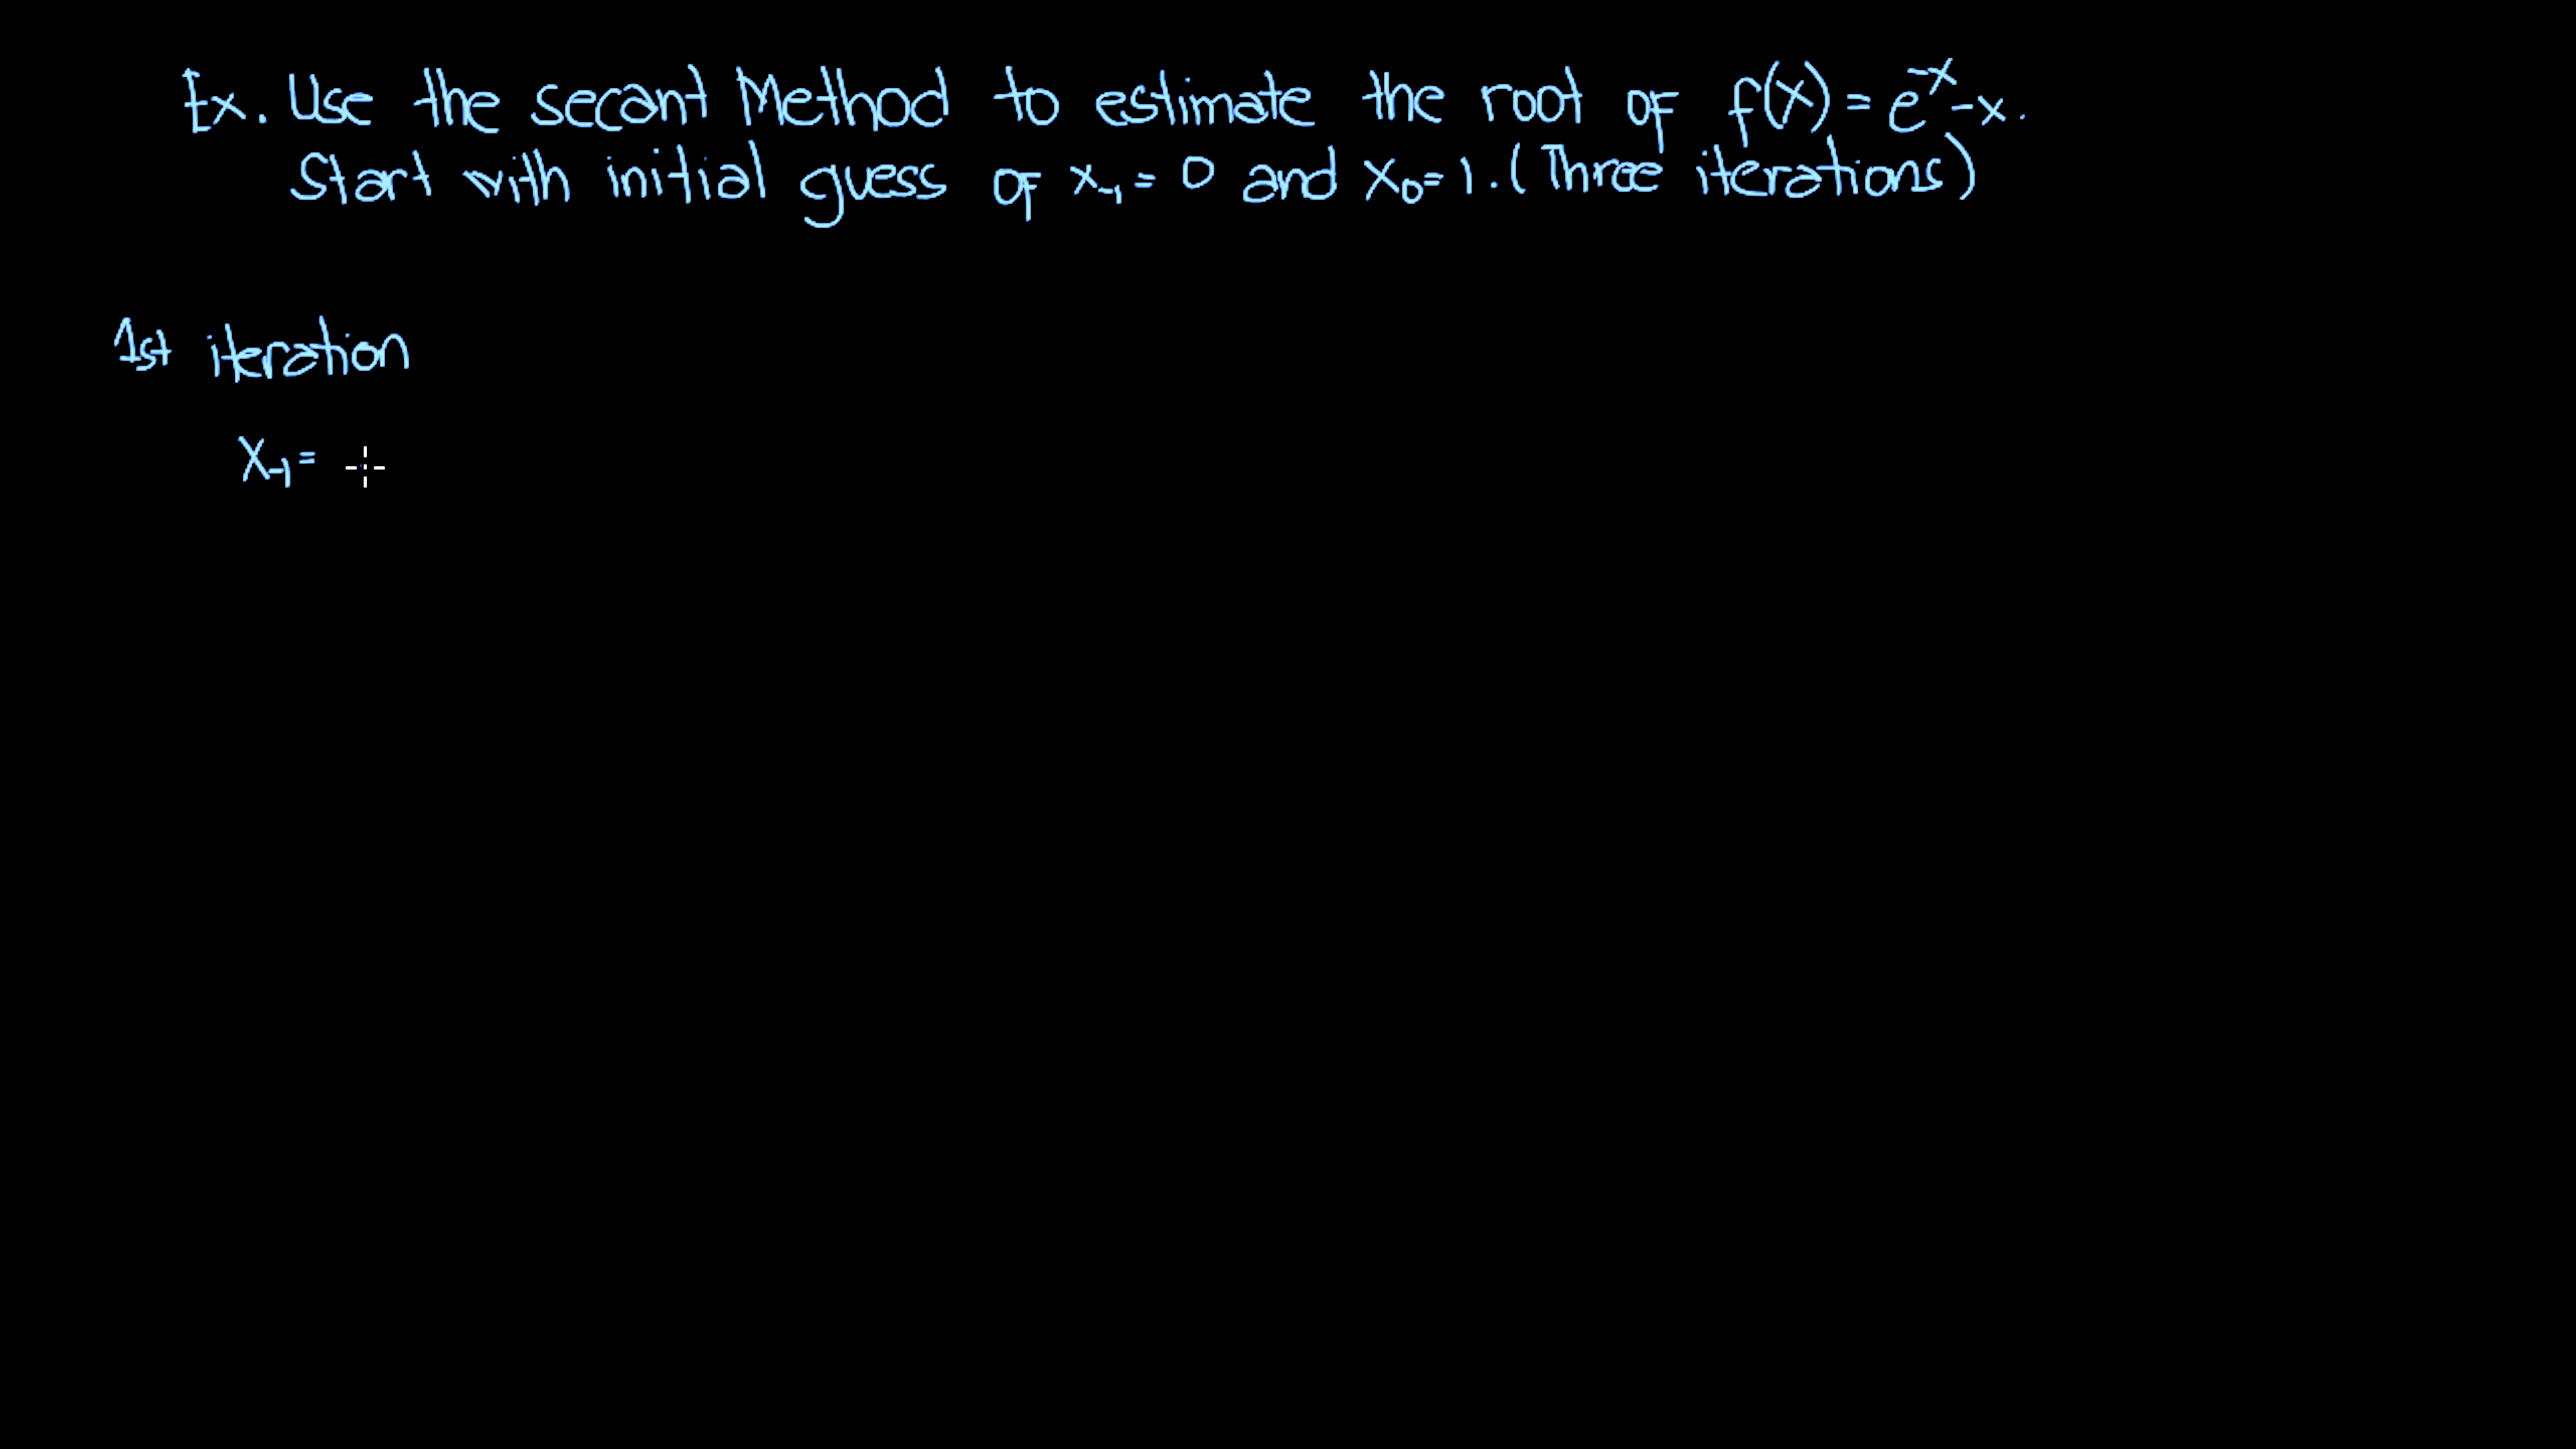 Ex. Use the secant Method to estimate the root of f(x) = e^-x - x.
Start with initial guess of x₋₁ = 0 and x₀ = 1. (Three iterations)
1st iteration
x₋₁ =